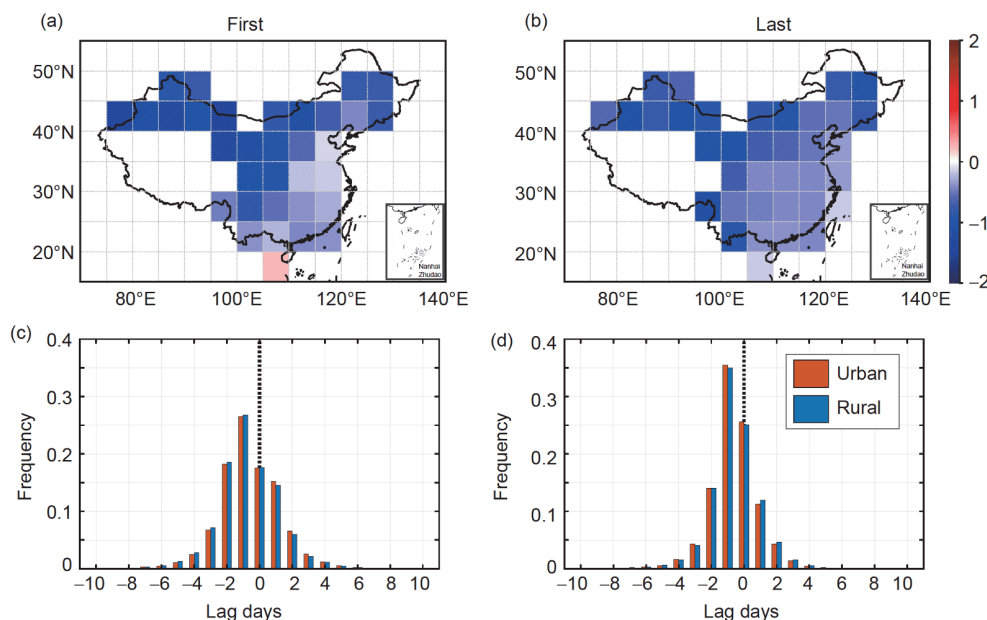 (a) First (b) Last
50°N 50°N 2
40°N 40°N 1
30°N 30°N 0
20°N 20°N –1
Nanhai Zhudao Nanhai Zhudao
–2
80°E 100°E 120°E 140°E 80°E 100°E 120°E 140°E
(c) (d)
0.4 0.4
Urban
Rural
0.3 0.3
Frequency Frequency
0.2 0.2
0.1 0.1
0 0
–10 –8 –6 –4 –2 0 2 4 6 8 10 –10 –8 –6 –4 –2 0 2 4 6 8 10
Lag days Lag days